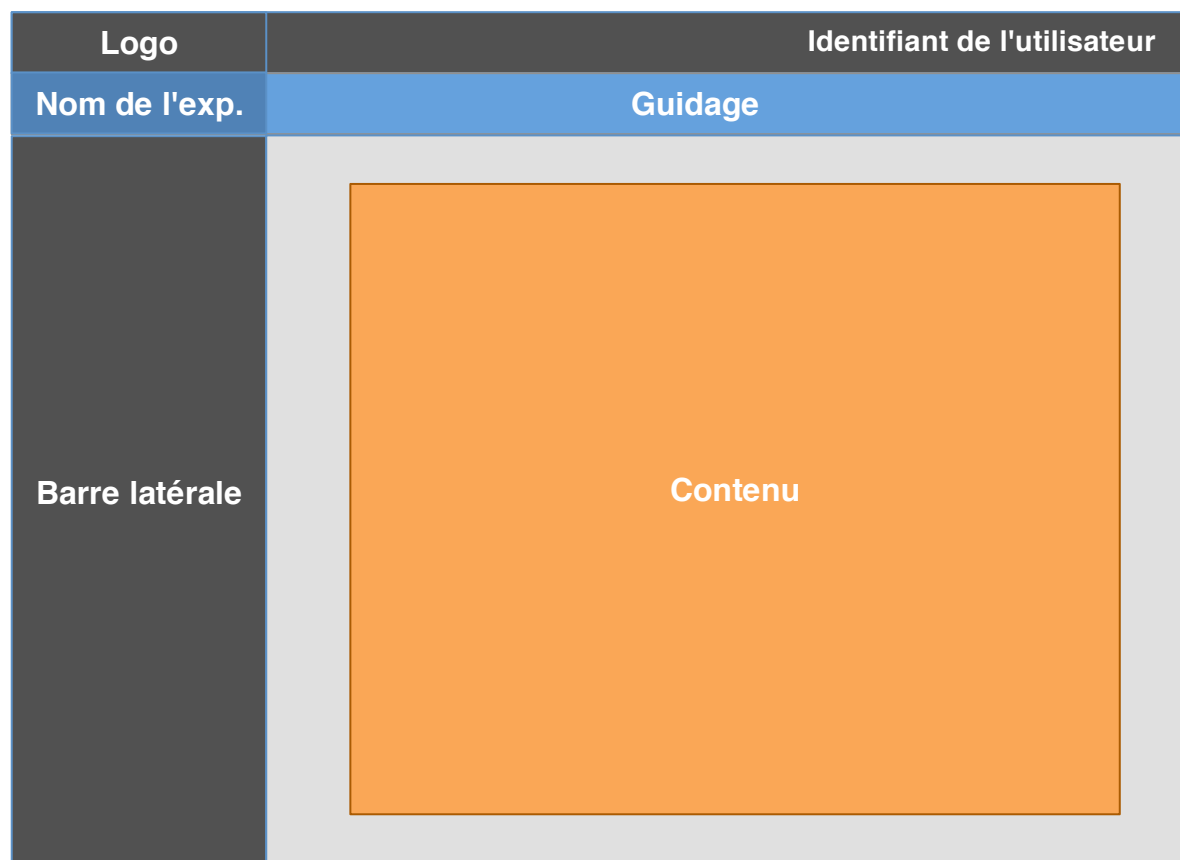 Logo
Identifiant de l'utilisateur
Nom de l'exp.
Guidage
Barre latérale
Contenu